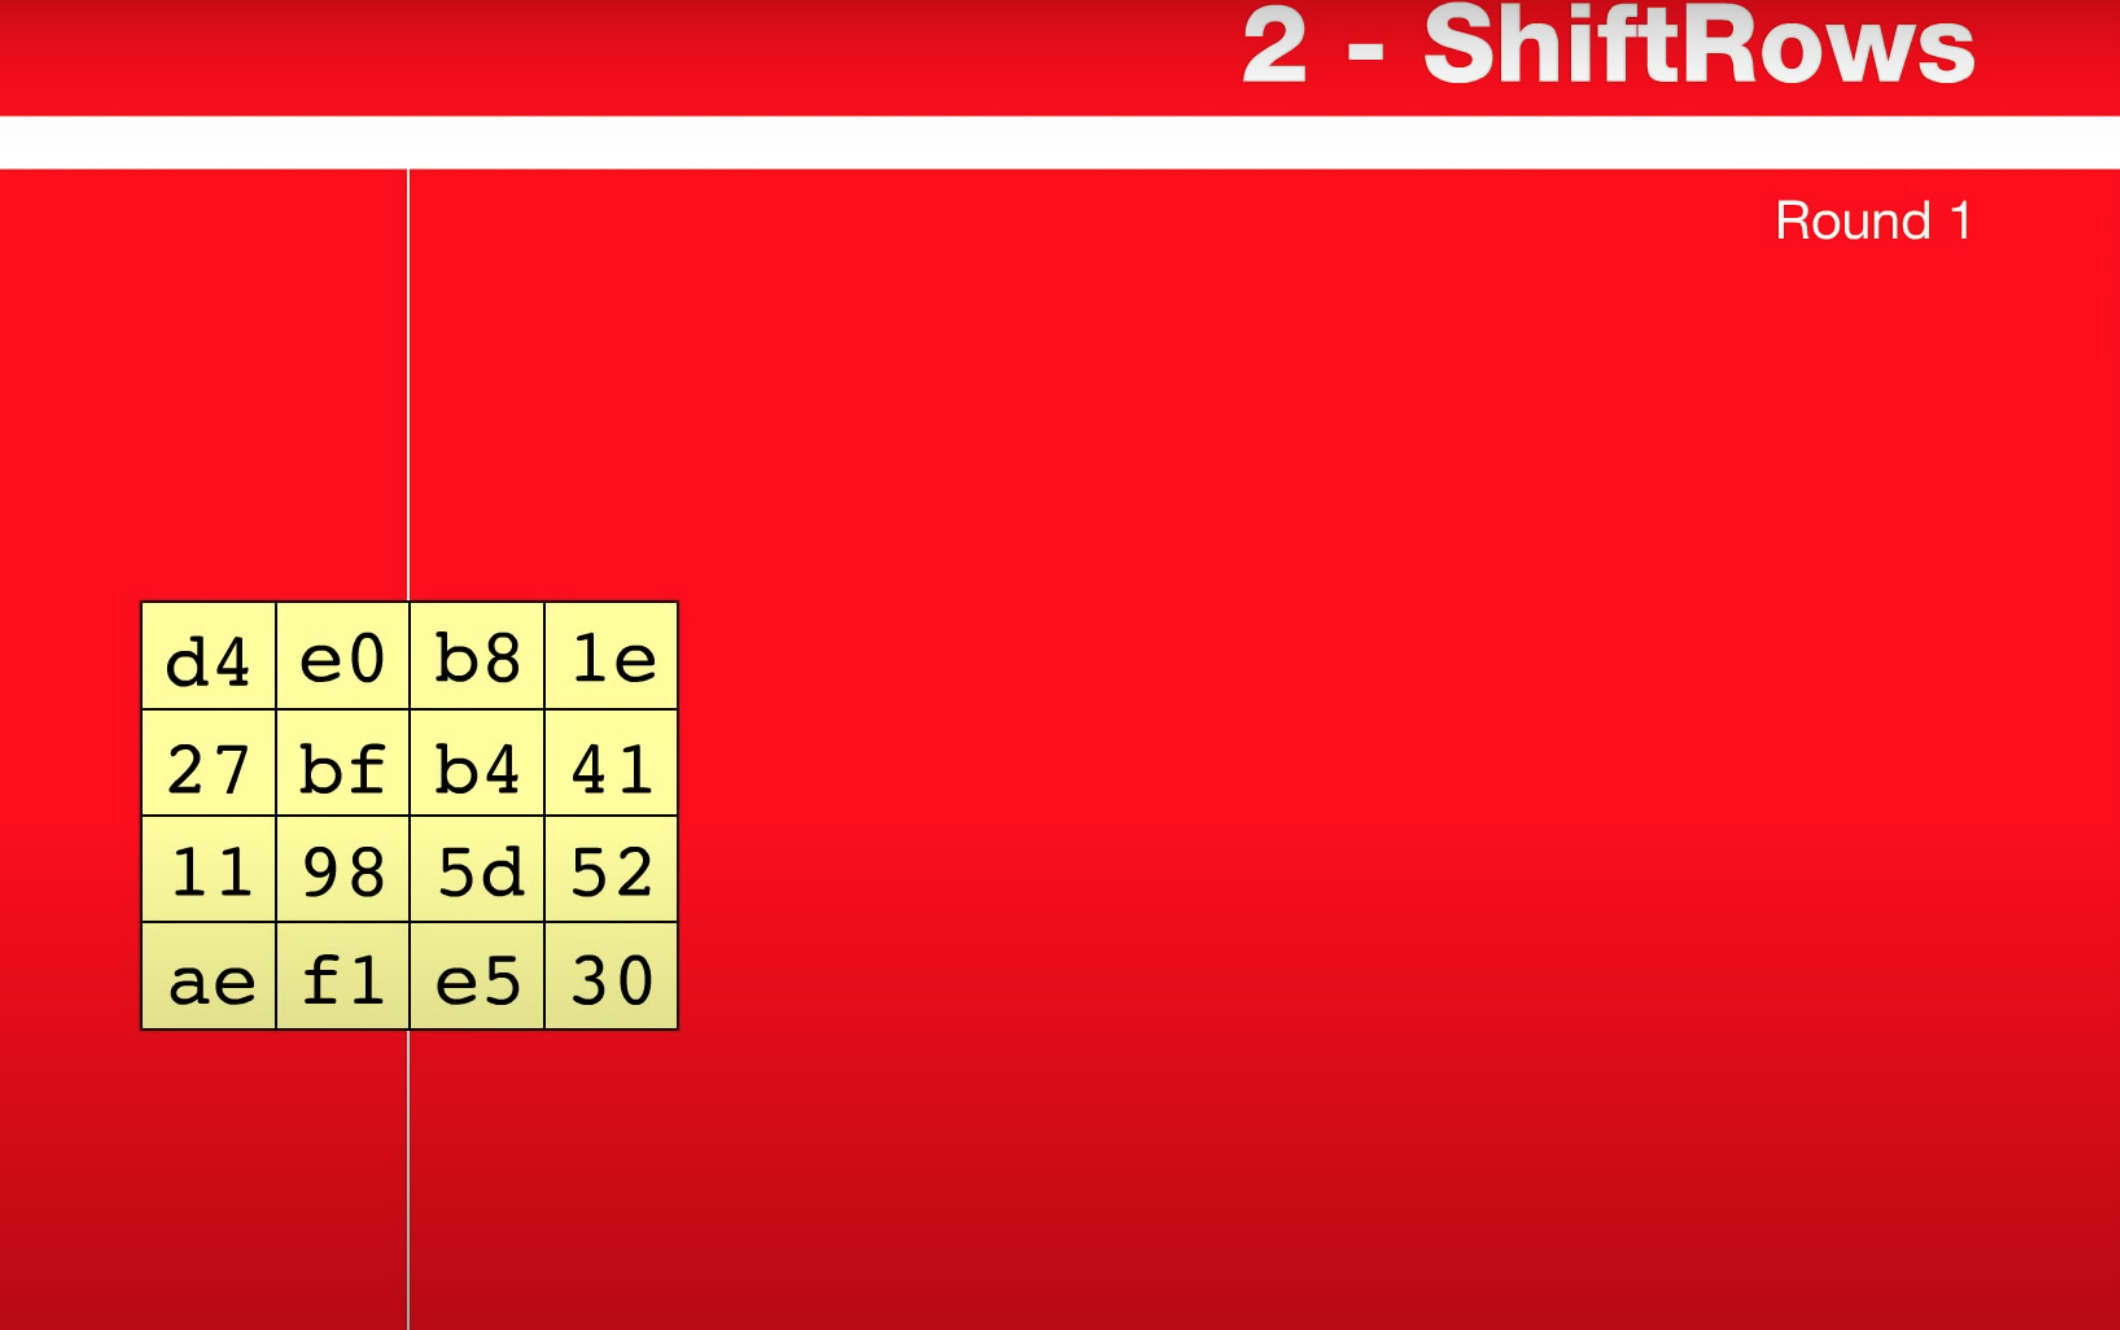 2 - ShiftRows
Round 1
d4 e0 b8 1e
27 bf b4 41
11 98 5d 52
ae f1 e5 30